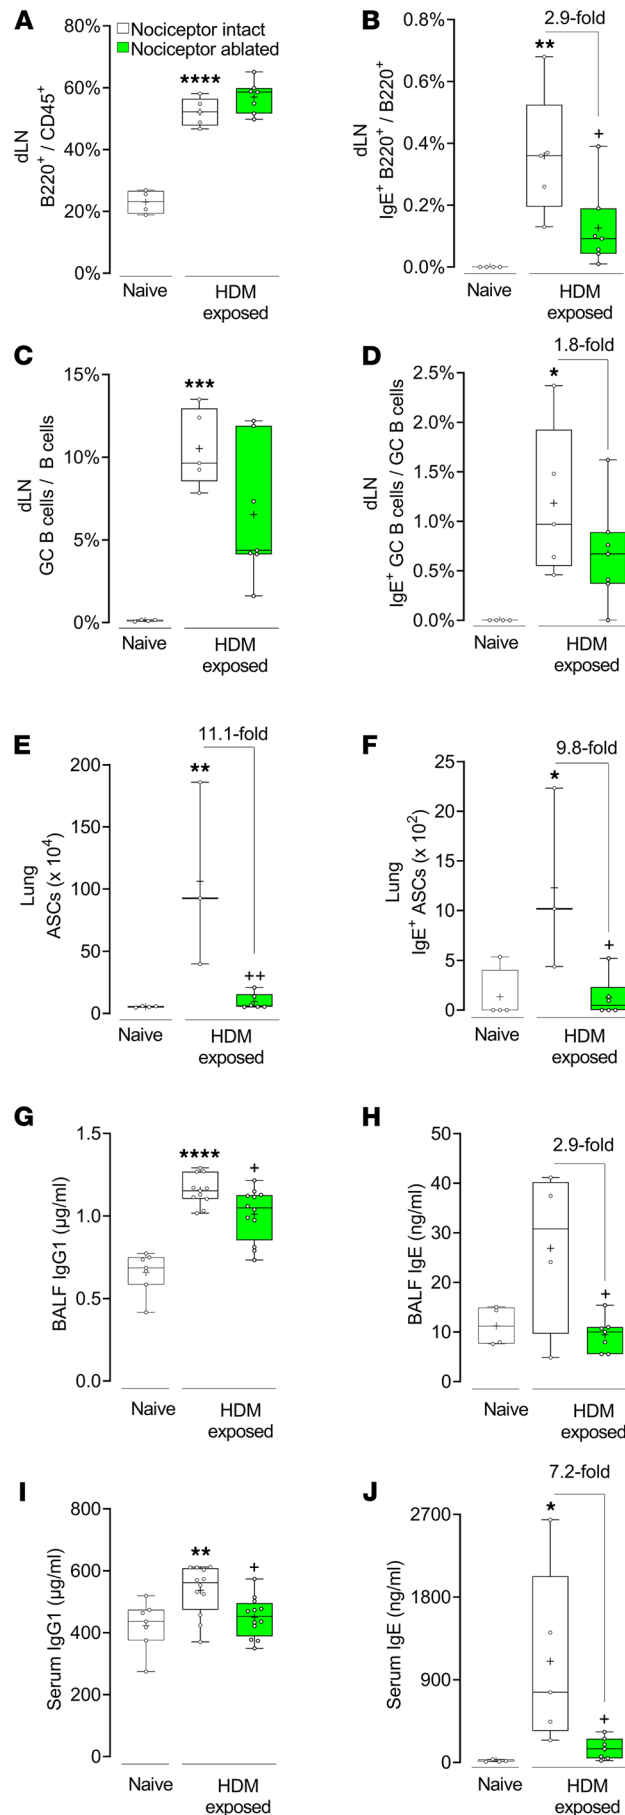 A
Nociceptor intact
Nociceptor ablated
dLN
B220+ / CD45+
80%
60%
40%
20%
0%
****
Naive
HDM
exposed
B
2.9-fold
dLN
IgE+ B220+ / B220+
0.8%
0.6%
0.4%
0.2%
0.0%
**
+
Naive
HDM
exposed
C
dLN
GC B cells / B cells
15%
10%
5%
0%
***
Naive
HDM
exposed
D
1.8-fold
dLN
IgE+ GC B cells / GC B cells
2.5%
2.0%
1.5%
1.0%
0.5%
0.0%
*
Naive
HDM
exposed
E
11.1-fold
Lung
ASCs (x 10⁴)
200
150
100
50
0
**
++
Naive
HDM
exposed
F
9.8-fold
Lung
IgE+ ASCs (x 10²)
25
20
15
10
5
0
*
+
Naive
HDM
exposed
G
BALF IgG1 (µg/ml)
1.5
1.0
0.5
0.0
****
+
Naive
HDM
exposed
H
2.9-fold
BALF IgE (ng/ml)
50
40
30
20
10
0
+
Naive
HDM
exposed
I
Serum IgG1 (µg/ml)
800
600
400
200
0
**
+
Naive
HDM
exposed
J
7.2-fold
Serum IgE (ng/ml)
2700
1800
900
0
*
+
Naive
HDM
exposed